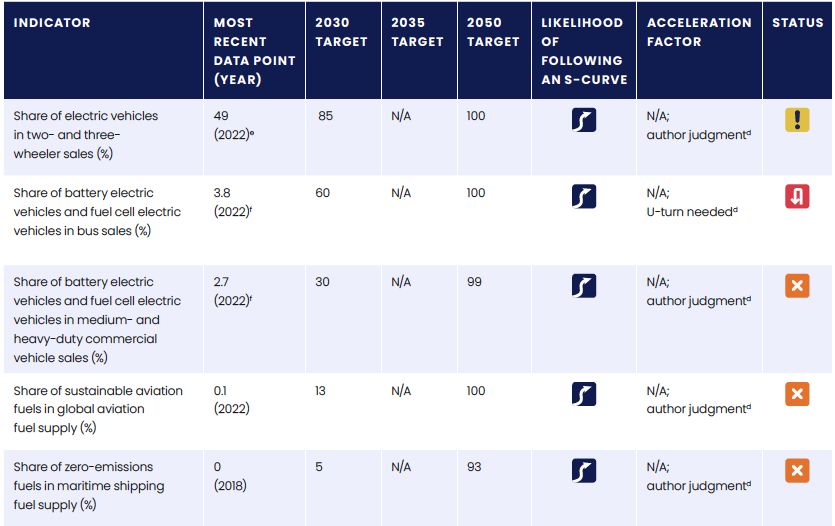 INDICATOR
MOST
RECENT
DATA POINT
(YEAR)
2030
TARGET
2035
TARGET
2050
TARGET
LIKELIHOOD
OF
FOLLOWING
AN S-CURVE
ACCELERATION
FACTOR
STATUS
Share of electric vehicles
in two- and three-
wheeler sales (%)
49
(2022)ᵉ
85
N/A
100
N/A;
author judgmentᵈ
!
Share of battery electric
vehicles and fuel cell electric
vehicles in bus sales (%)
3.8
(2022)ᶠ
60
N/A
100
N/A;
U-turn neededᵈ
Share of battery electric
vehicles and fuel cell electric
vehicles in medium- and
heavy-duty commercial
vehicle sales (%)
2.7
(2022)ᶠ
30
N/A
99
N/A;
author judgmentᵈ
Share of sustainable aviation
fuels in global aviation
fuel supply (%)
0.1
(2022)
13
N/A
100
N/A;
author judgmentᵈ
Share of zero-emissions
fuels in maritime shipping
fuel supply (%)
0
(2018)
5
N/A
93
N/A;
author judgmentᵈ